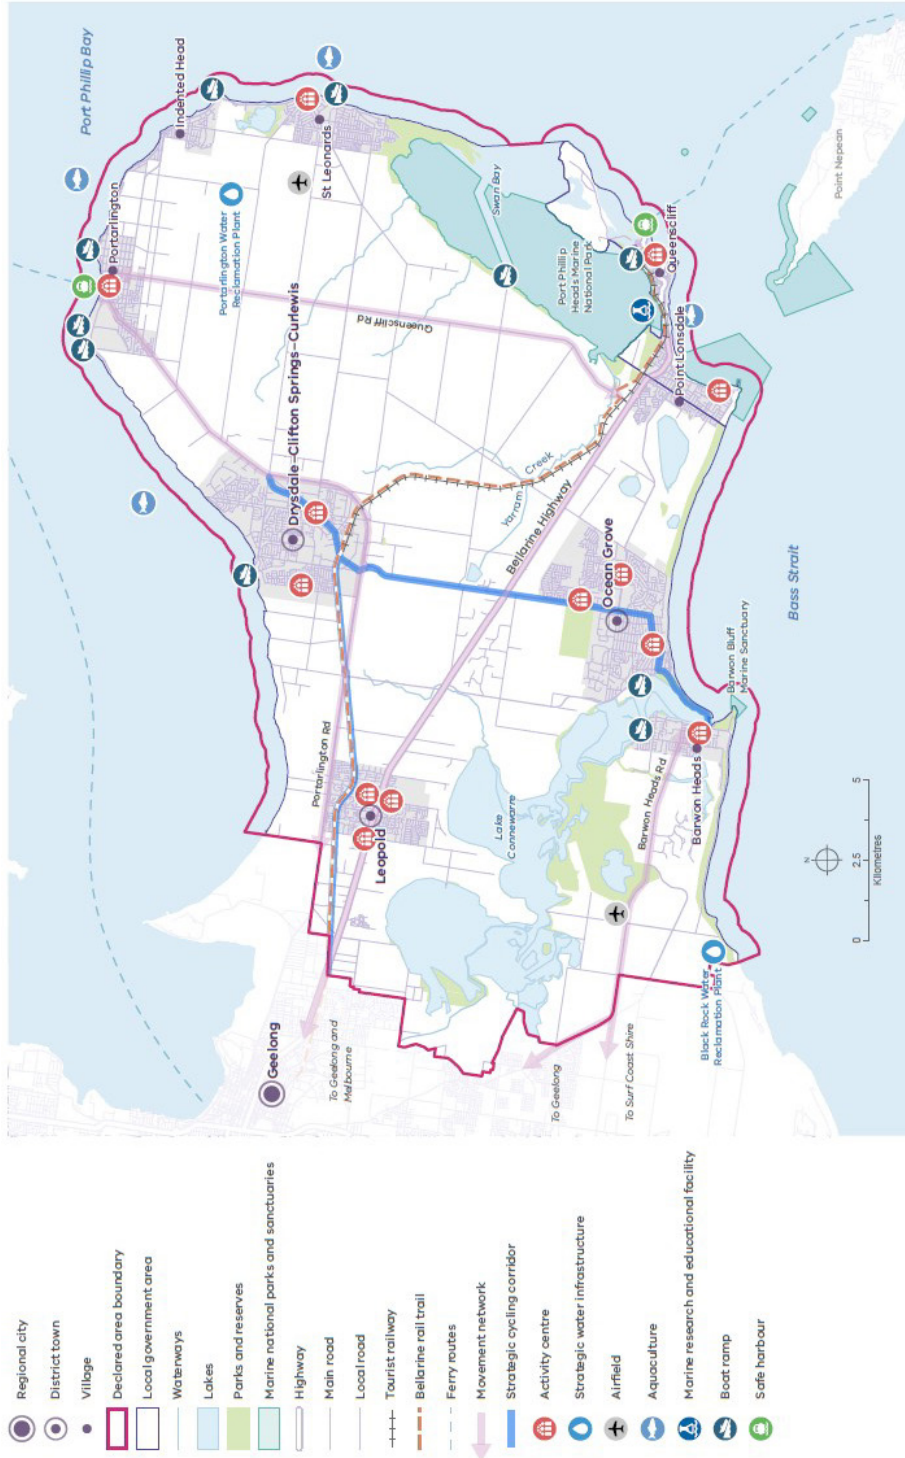 Port Phillip Bay
Indented Head
Portarlington
St Leonards
Portarlington Water
Reclamation Plant
Swan Bay
Port Phillip
Heads Marine
National Park
Queenscliff
Point Nepean
Queenscliff Rd
Point Lonsdale
Drysdale–Clifton Springs–Curlewis
Yarram Creek
Bellarine Highway
Ocean Grove
Bass Strait
Barwon Bluff
Marine Sanctuary
Portarlington Rd
Leopold
Lake
Connewarre
Barwon Heads Rd
Barwon Heads
N
0 2.5 5
Kilometres
Geelong
To Geelong and
Melbourne
To Geelong
To Surf Coast Shire
Black Rock Water
Reclamation Plant
Regional city
District town
Village
Declared area boundary
Local government area
Waterways
Lakes
Parks and reserves
Marine national parks and sanctuaries
Highway
Main road
Local road
Tourist railway
Bellarine rail trail
Ferry routes
Movement network
Strategic cycling corridor
Activity centre
Strategic water infrastructure
Airfield
Aquaculture
Marine research and educational facility
Boat ramp
Safe harbour